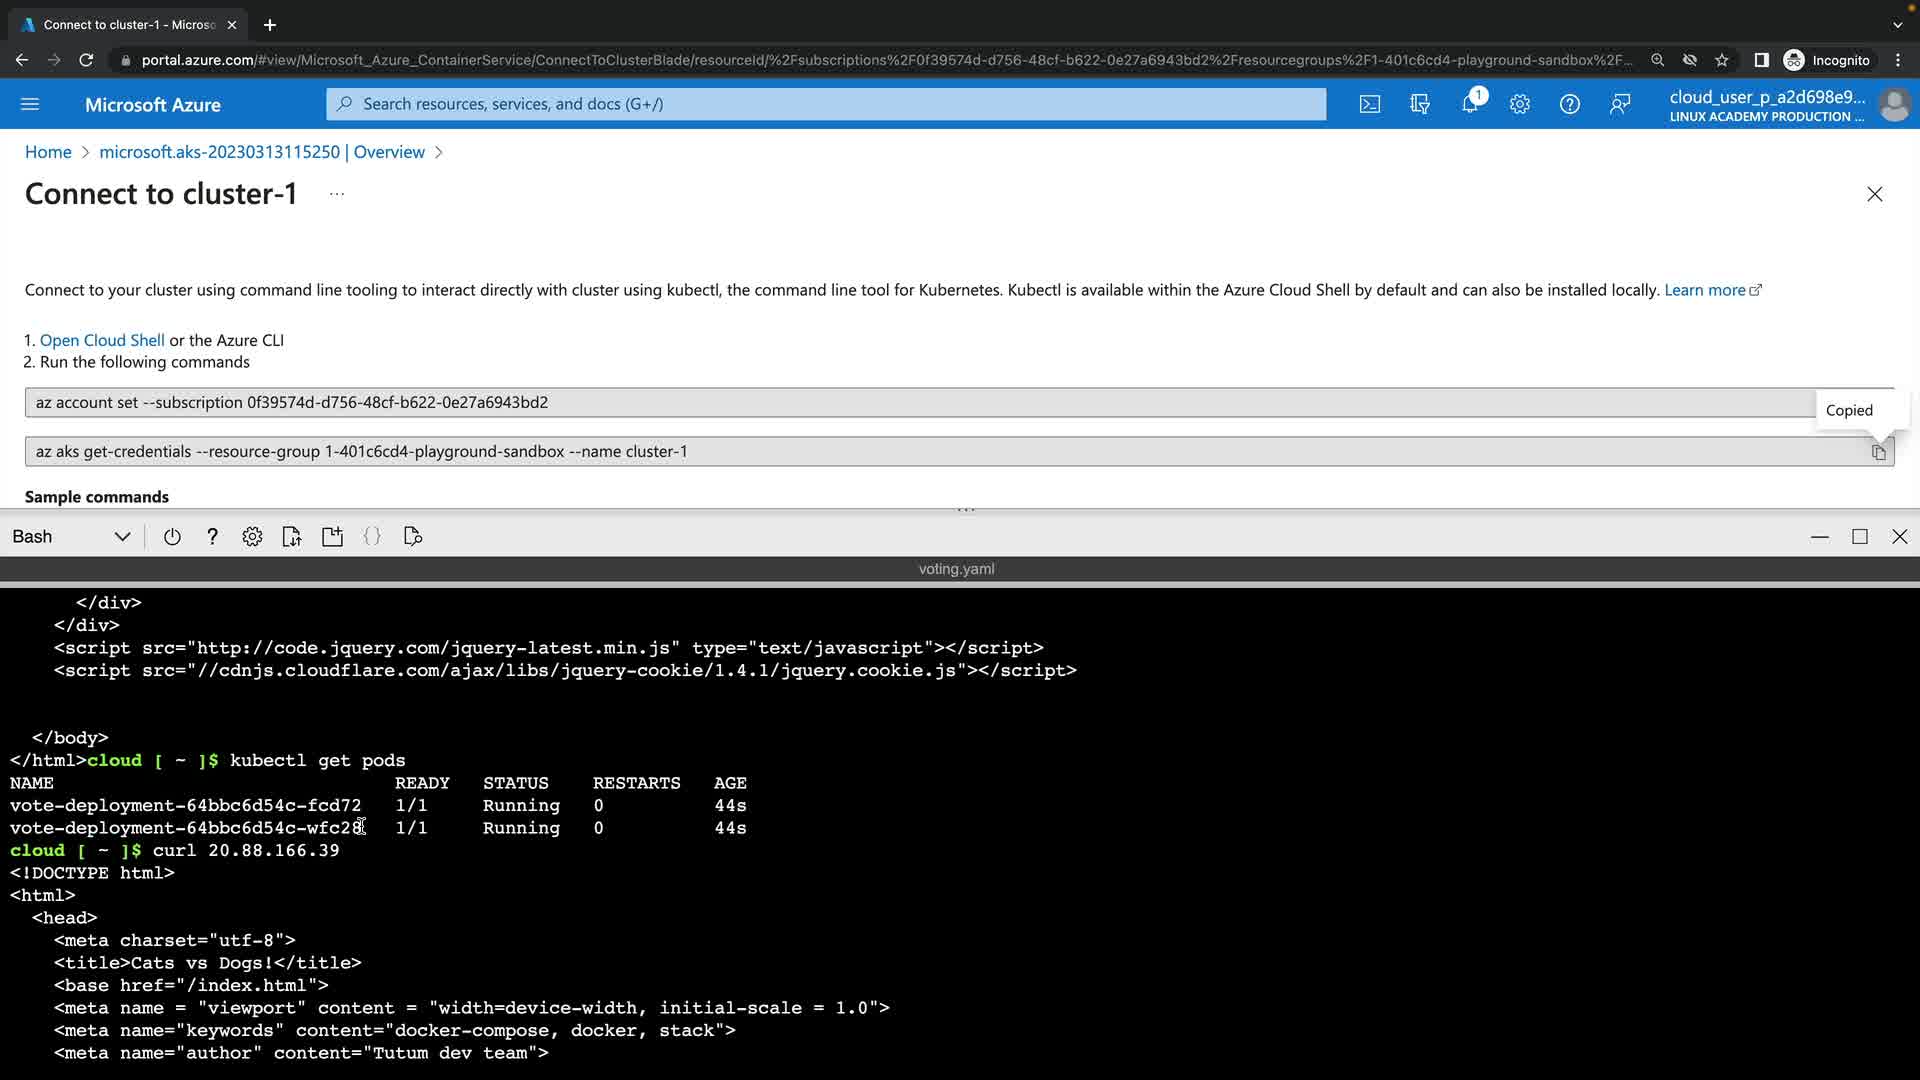 Connect to cluster-1 - Microso
portal.azure.com/#view/Microsoft_Azure_ContainerService/ConnectToClusterBlade/resourceId/%2Fsubscriptions%2F0f39574d-d756-48cf-b622-0e27a6943bd2%2Fresourcegroups%2F1-401c6cd4-playground-sandbox%2F...
Incognito
Microsoft Azure
Search resources, services, and docs (G+/)
1
cloud_user_p_a2d698e9...
LINUX ACADEMY PRODUCTION ...
Home > microsoft.aks-20230313115250 | Overview >
Connect to cluster-1 ...
Connect to your cluster using command line tooling to interact directly with cluster using kubectl, the command line tool for Kubernetes. Kubectl is available within the Azure Cloud Shell by default and can also be installed locally. Learn more
1. Open Cloud Shell or the Azure CLI
2. Run the following commands
az account set --subscription 0f39574d-d756-48cf-b622-0e27a6943bd2
Copied
az aks get-credentials --resource-group 1-401c6cd4-playground-sandbox --name cluster-1
Sample commands
Bash
voting.yaml
</div>
</div>
<script src="http://code.jquery.com/jquery-latest.min.js" type="text/javascript"></script>
<script src="//cdnjs.cloudflare.com/ajax/libs/jquery-cookie/1.4.1/jquery.cookie.js"></script>
</body>
</html>cloud [ ~ ]$ kubectl get pods
NAME READY STATUS RESTARTS AGE
vote-deployment-64bbc6d54c-fcd72 1/1 Running 0 44s
vote-deployment-64bbc6d54c-wfc28 1/1 Running 0 44s
cloud [ ~ ]$ curl 20.88.166.39
<!DOCTYPE html>
<html>
<head>
<meta charset="utf-8">
<title>Cats vs Dogs!</title>
<base href="/index.html">
<meta name = "viewport" content = "width=device-width, initial-scale = 1.0">
<meta name="keywords" content="docker-compose, docker, stack">
<meta name="author" content="Tutum dev team">